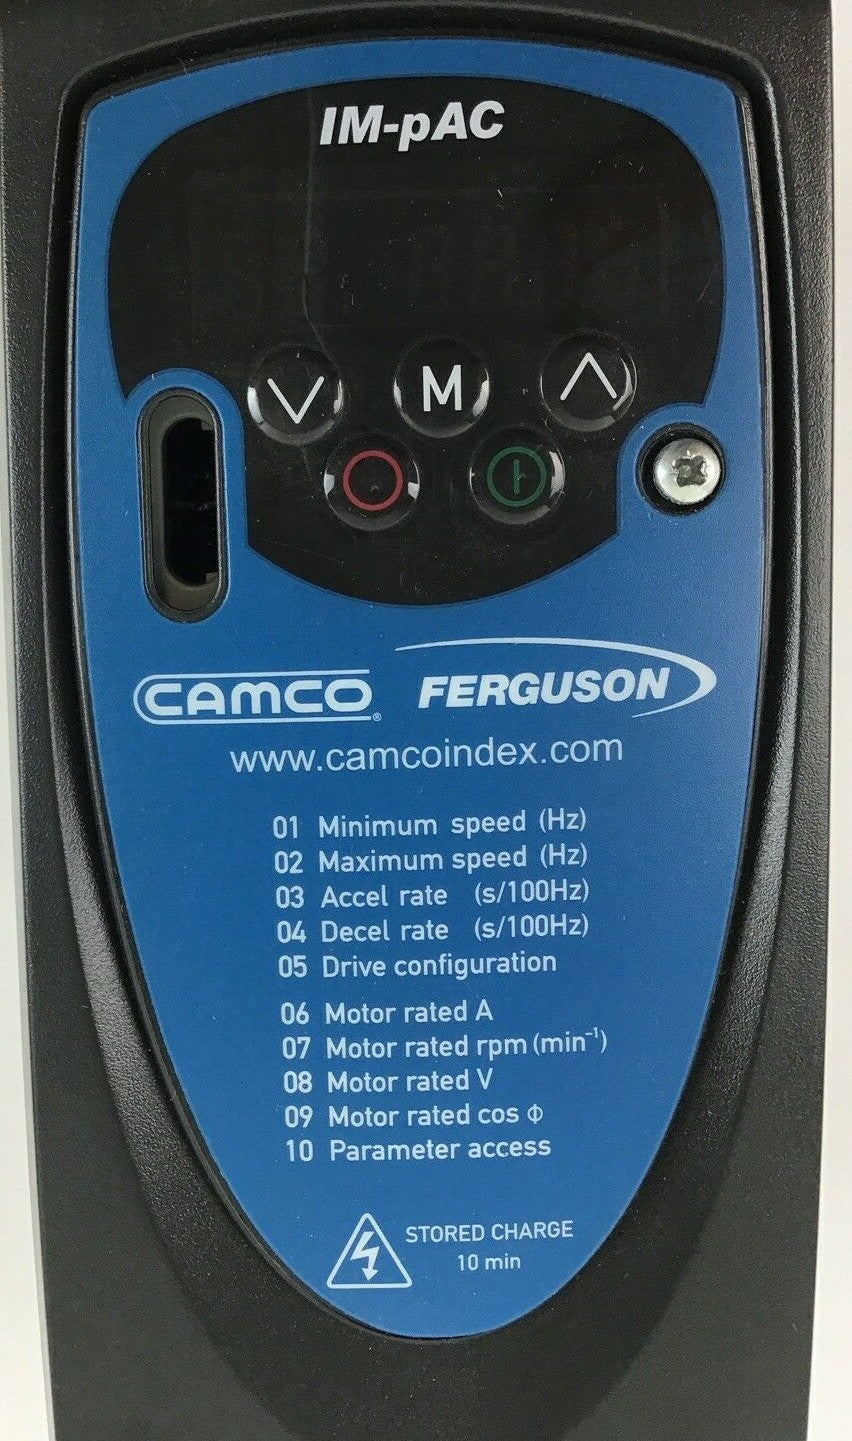 IM-pAC
M
CAMCO® FERGUSON
www.camcoindex.com
01 Minimum speed (Hz)
02 Maximum speed (Hz)
03 Accel rate (s/100Hz)
04 Decel rate (s/100Hz)
05 Drive configuration
06 Motor rated A
07 Motor rated rpm (min⁻¹)
08 Motor rated V
09 Motor rated cos Φ
10 Parameter access
STORED CHARGE
10 min